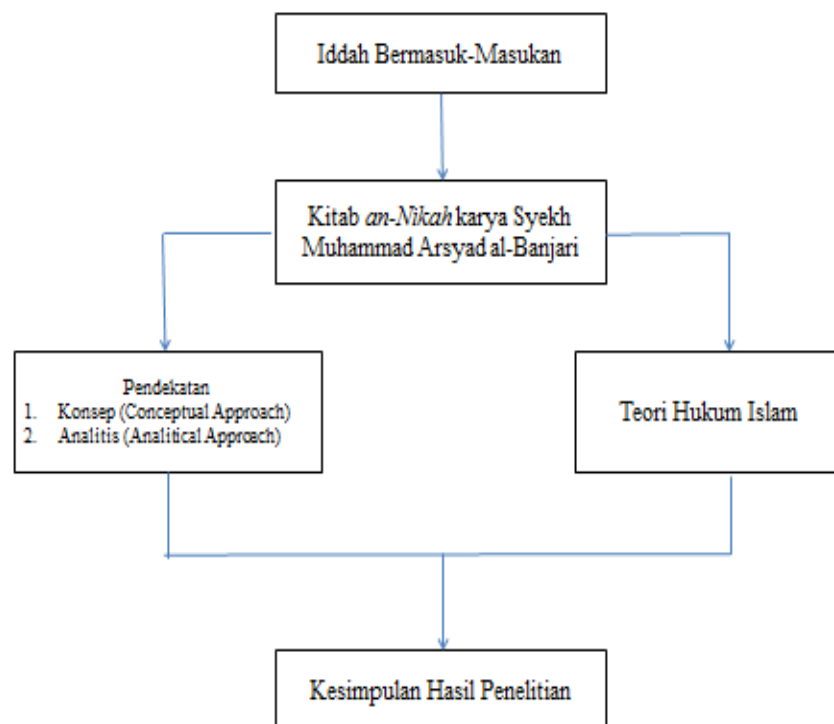 Iddah Bermasuk-Masukan
Kitab an-Nikah karya Syekh
Muhammad Arsyad al-Banjari
Pendekatan
1. Konsep (Conceptual Approach)
2. Analitis (Analitical Approach)
Teori Hukum Islam
Kesimpulan Hasil Penelitian